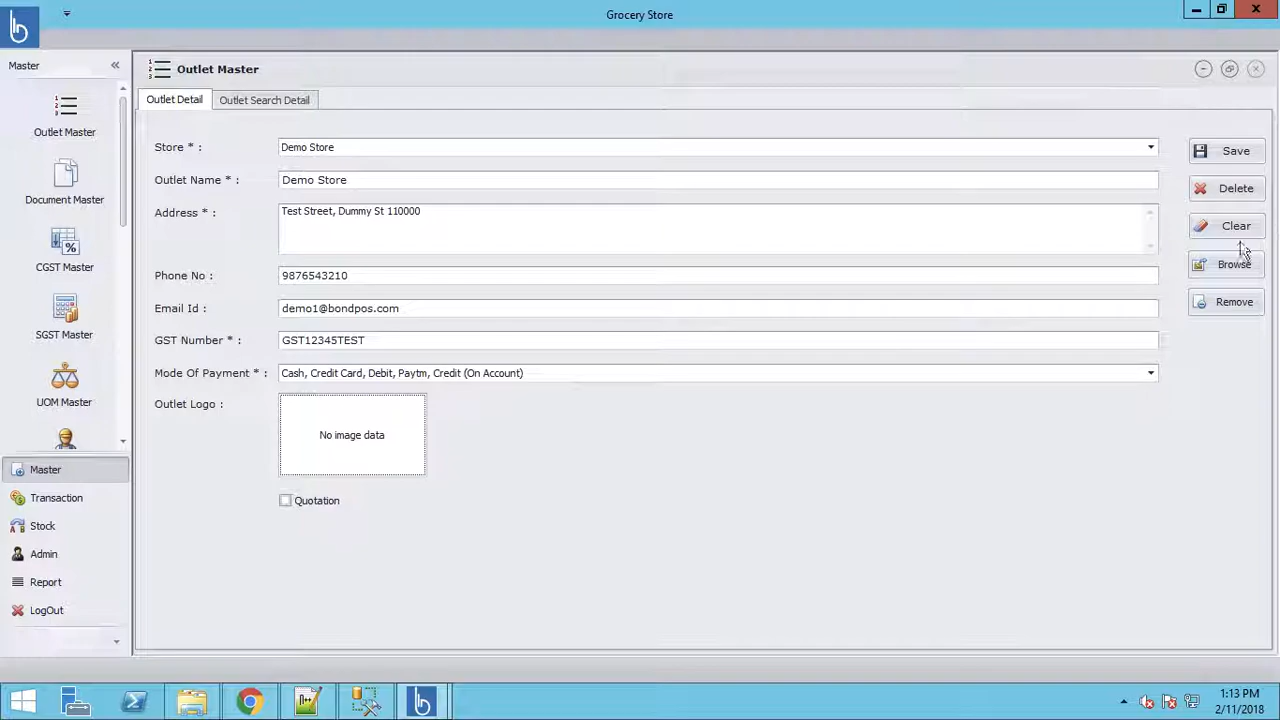 Grocery Store
Master «
Outlet Master
Outlet Detail Outlet Search Detail
Outlet Master
Document Master
CGST Master
SGST Master
UOM Master
Master
Transaction
Stock
Admin
Report
LogOut
Store * : Demo Store
Outlet Name * : Demo Store
Address * : Test Street, Dummy St 110000
Phone No : 9876543210
Email Id : demo1@bondpos.com
GST Number * : GST12345TEST
Mode Of Payment * : Cash, Credit Card, Debit, Paytm, Credit (On Account)
Outlet Logo : No image data
Quotation
Save
Delete
Clear
Browse
Remove
1:13 PM
2/11/2018